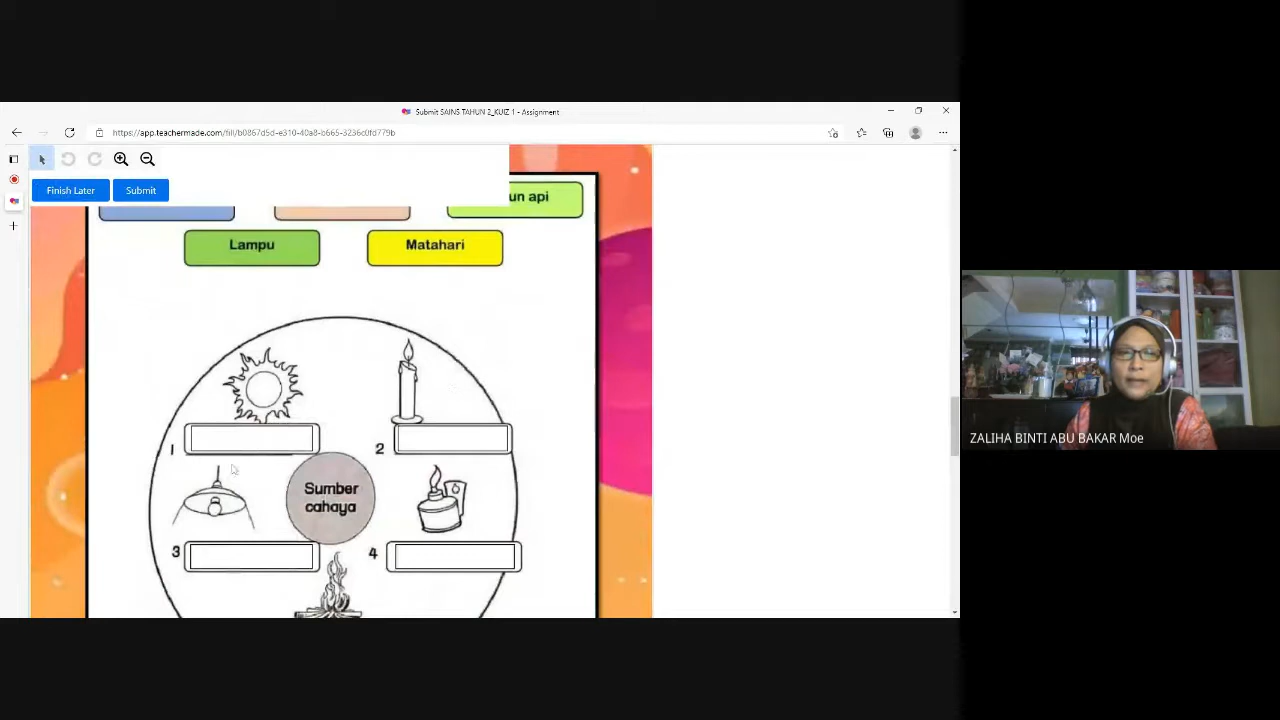 Submit SAINS TAHUN 2_KUIZ 1 - Assignment
https://app.teachermade.com/fill/b0867d5d-e310-40a8-b665-3236c0fd779b
Finish Later
Submit
un api
Lampu
Matahari
1
2
Sumber
cahaya
3
4
ZALIHA BINTI ABU BAKAR Moe